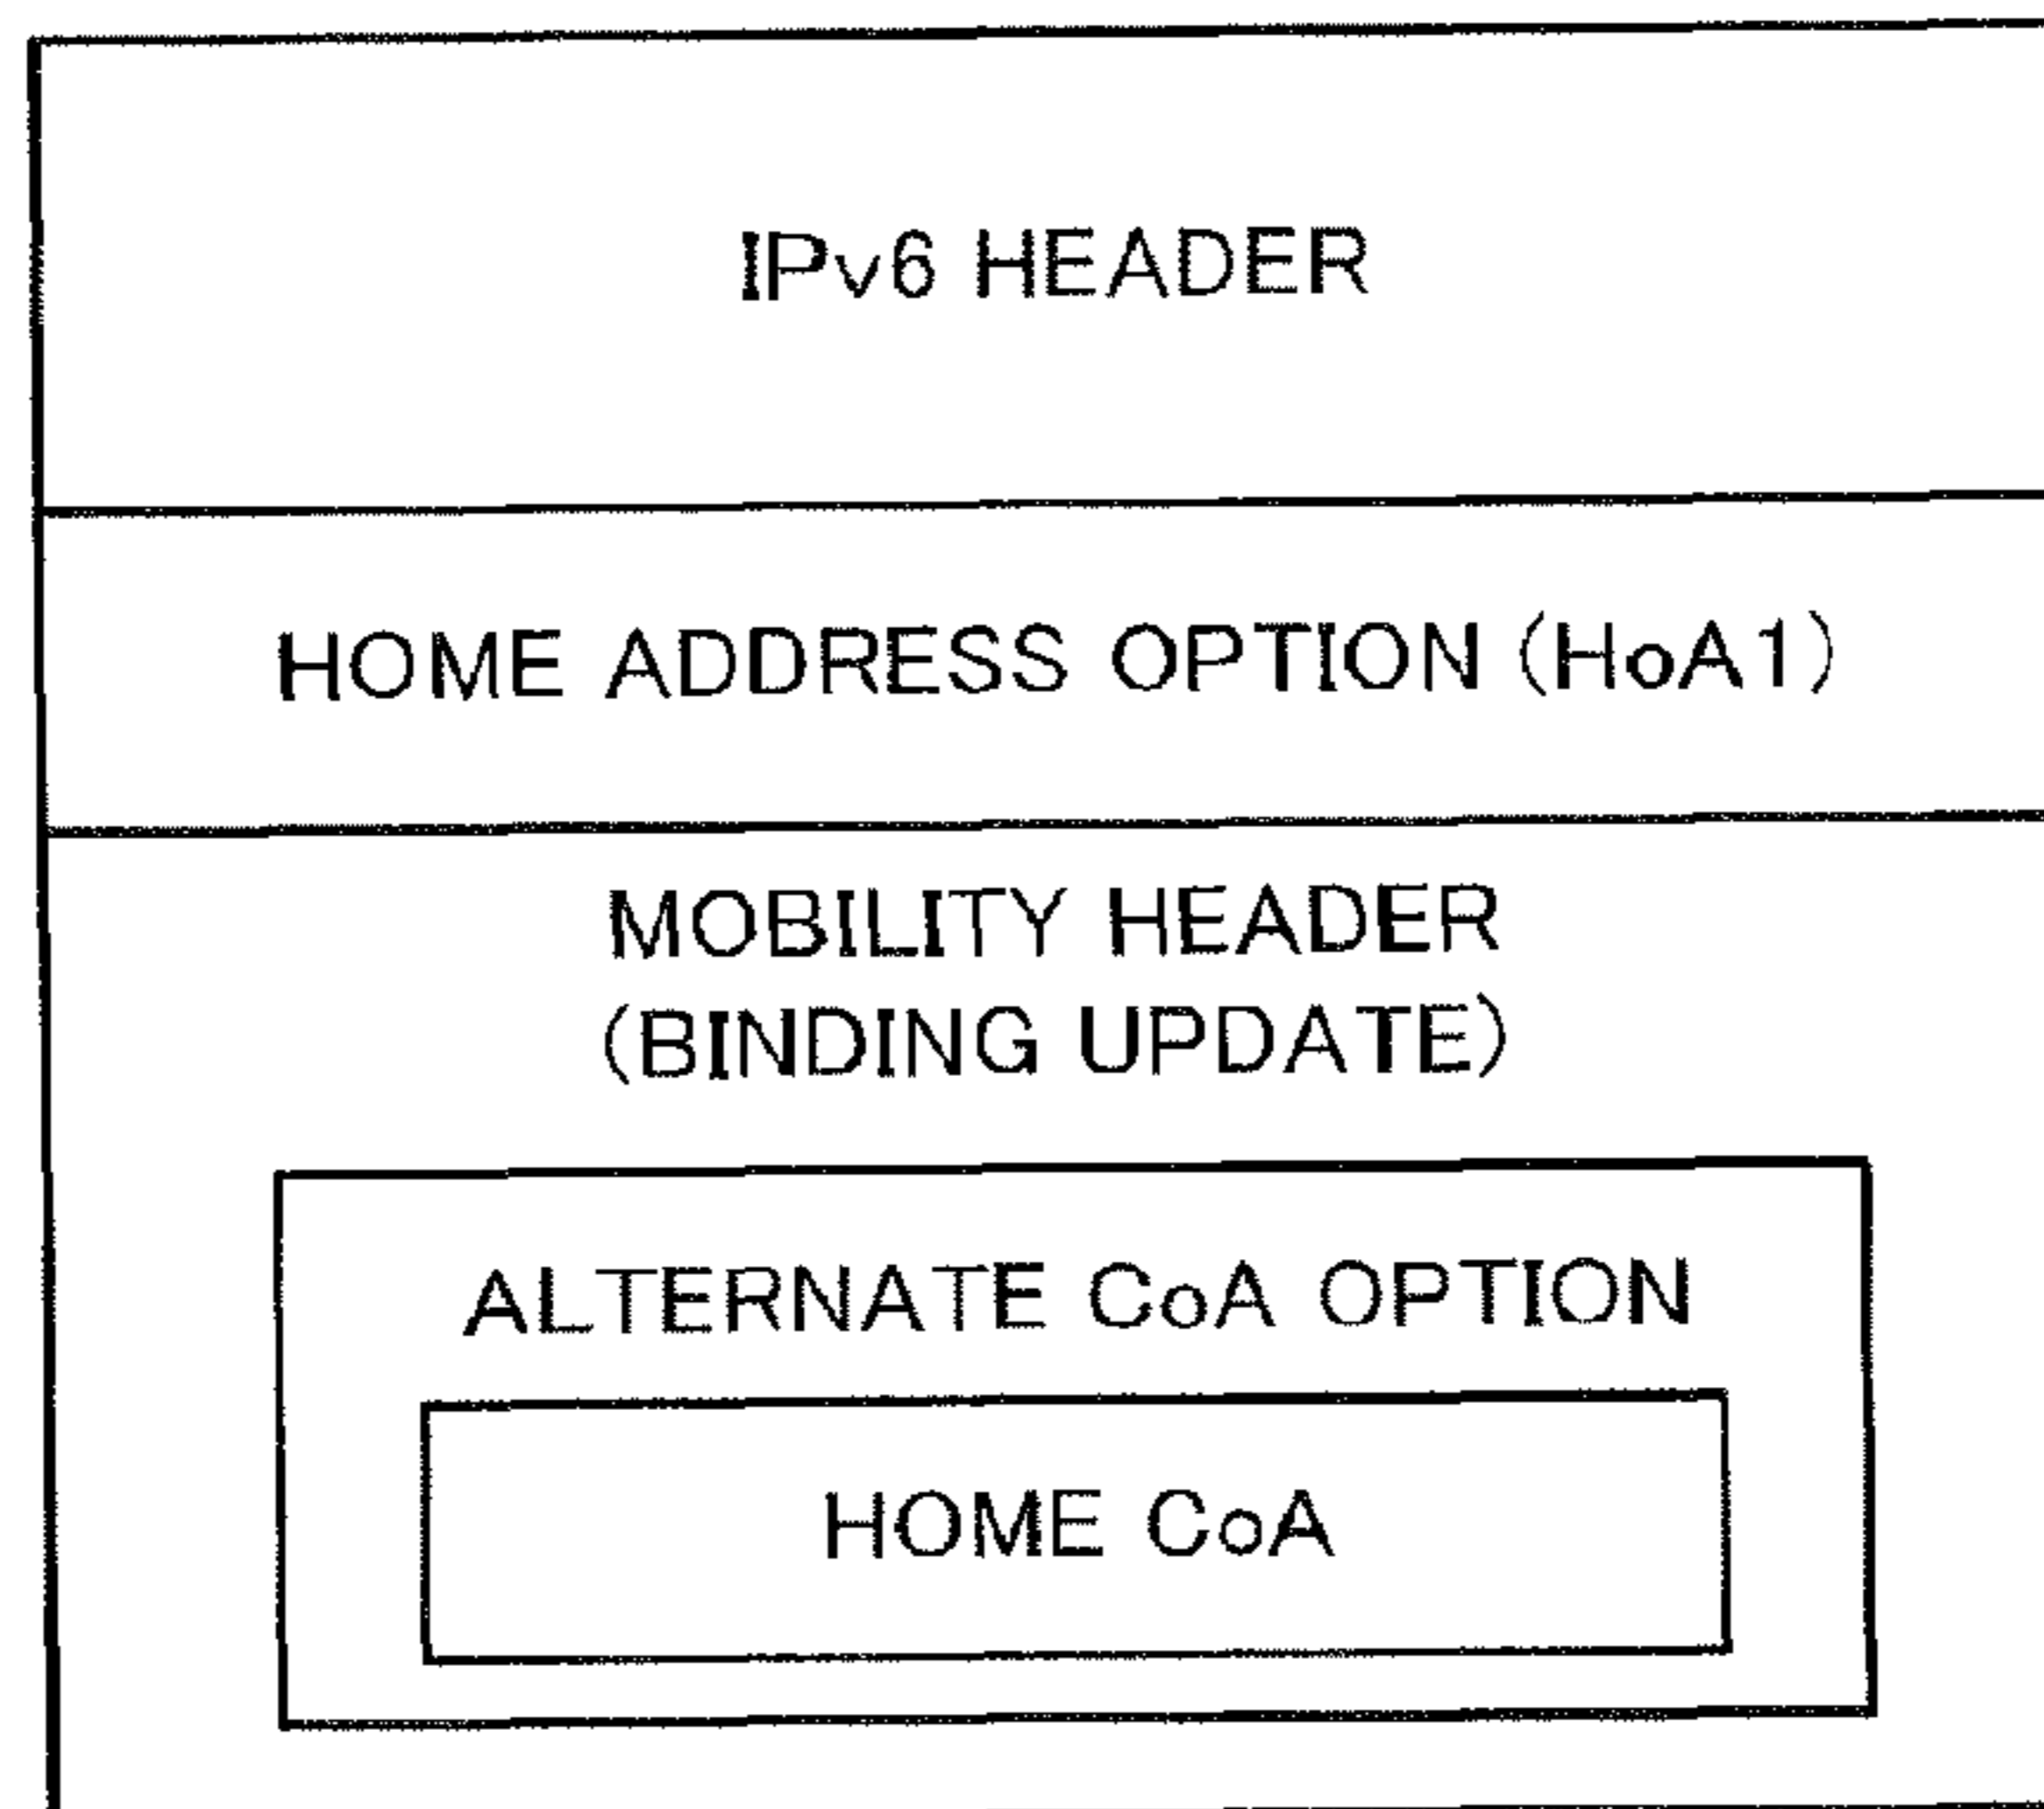 IPv6 HEADER
HOME ADDRESS OPTION (HoA1)
MOBILITY HEADER
(BINDING UPDATE)
ALTERNATE CoA OPTION
HOME CoA